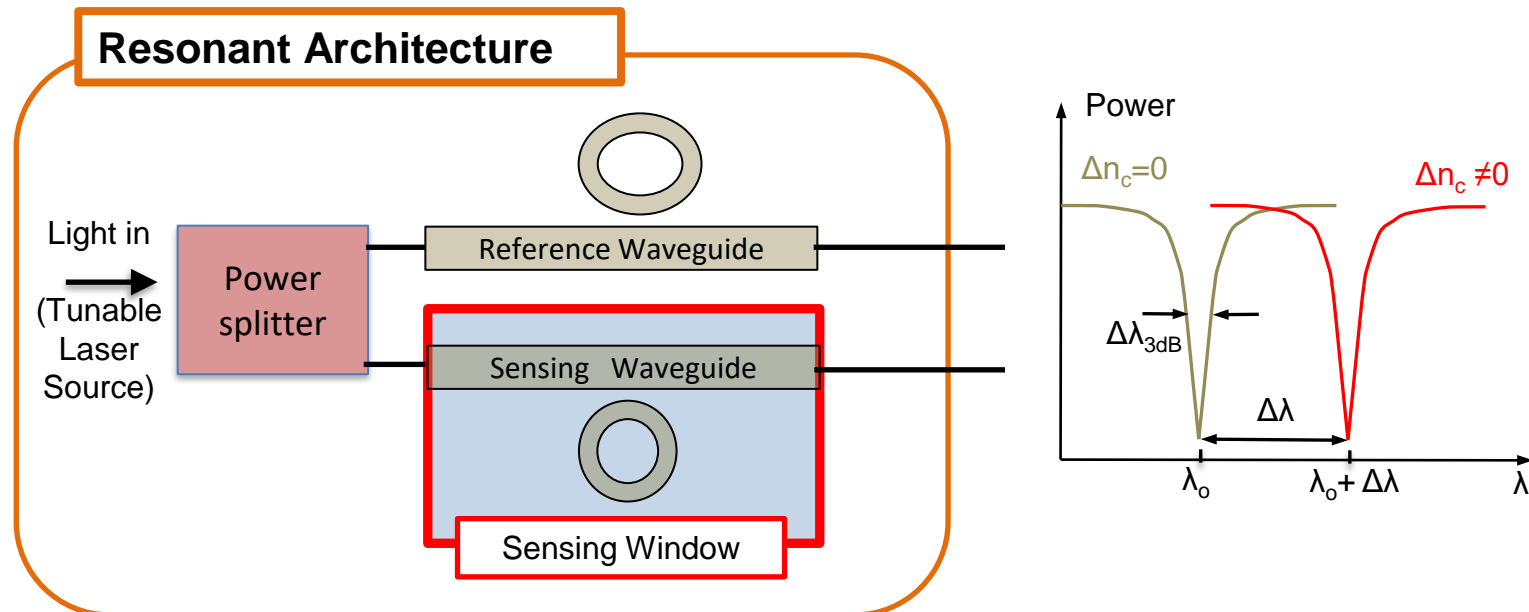 Resonant Architecture
Light in
(Tunable
Laser
Source)
Power
splitter
Reference Waveguide
Sensing Waveguide
Sensing Window
Power
Δn_c=0
Δn_c ≠0
Δλ_3dB
Δλ
λ_o
λ_o+ Δλ
λ